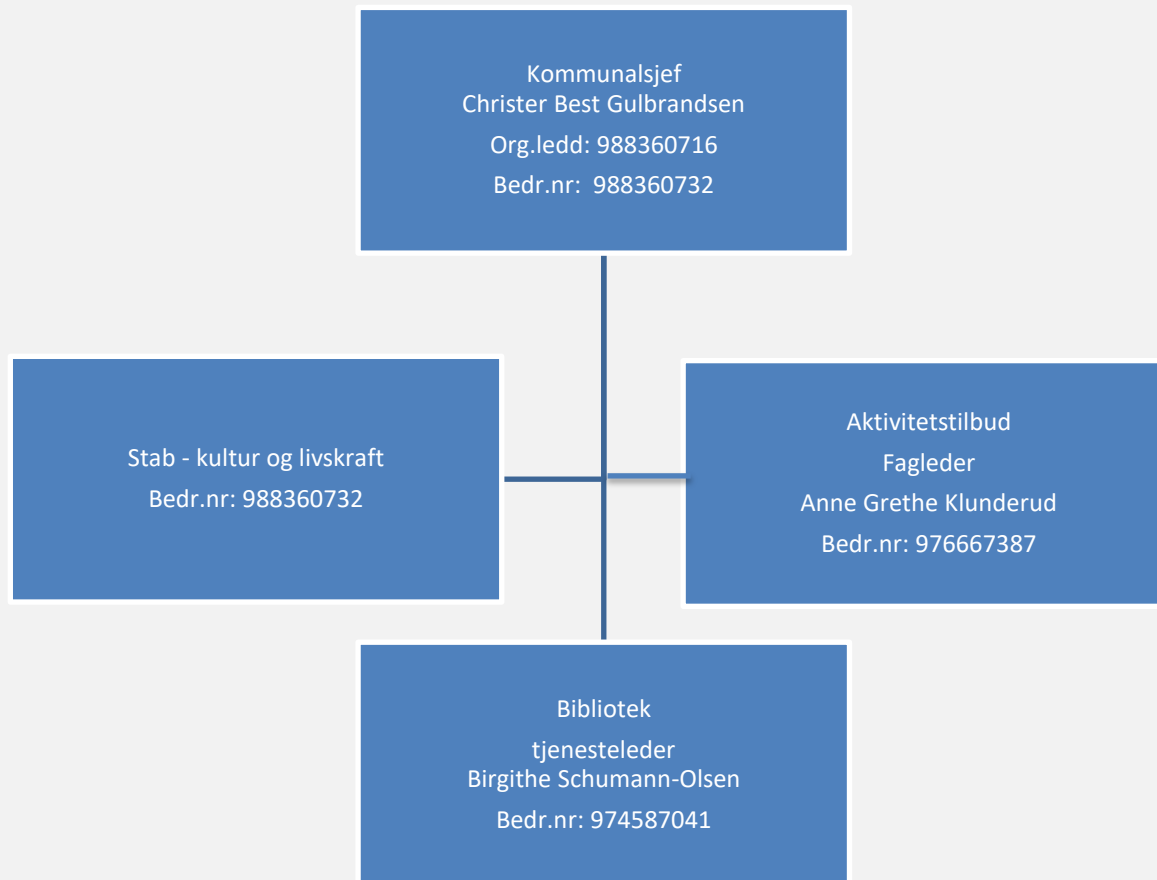 Kommunalsjef
Christer Best Gulbrandsen
Org.ledd: 988360716
Bedr.nr:  988360732
Stab - kultur og livskraft
Bedr.nr: 988360732
Aktivitetstilbud
Fagleder
Anne Grethe Klunderud
Bedr.nr: 976667387
Bibliotek
tjenesteleder
Birgithe Schumann-Olsen
Bedr.nr: 974587041